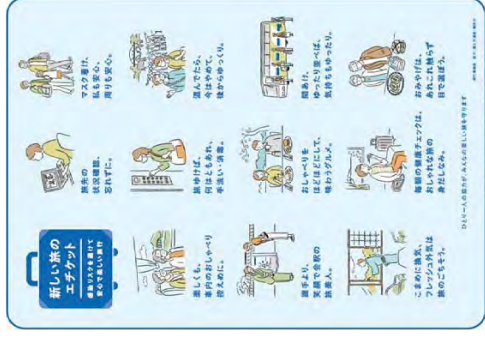 新しい旅の
エチケット
感染リスクを避けて
安心で楽しい旅行
旅先の
状況確認、
忘れずに。
マスク着け、
私も安心、
周りも安心。
楽しくも、
車内のおしゃべり
控えめに。
旅ゆけば、
何はともあれ、
手洗い・消毒。
混んでたら、
今はやめて、
後からゆっくり。
握手より、
笑顔で会釈の
旅美人。
おしゃべりを
ほどほどにして、
味わうグルメ。
間あけ、
ゆったり並べば、
気持ちもゆったり。
こまめに換気、
フレッシュ外気は
旅のごちそう。
毎朝の健康チェックは、
おしゃれな旅の
身だしなみ。
おみやげは、
あれこれ触らず
目で選ぼう。
ひとり一人の協力が、みんなの楽しい旅を守ります